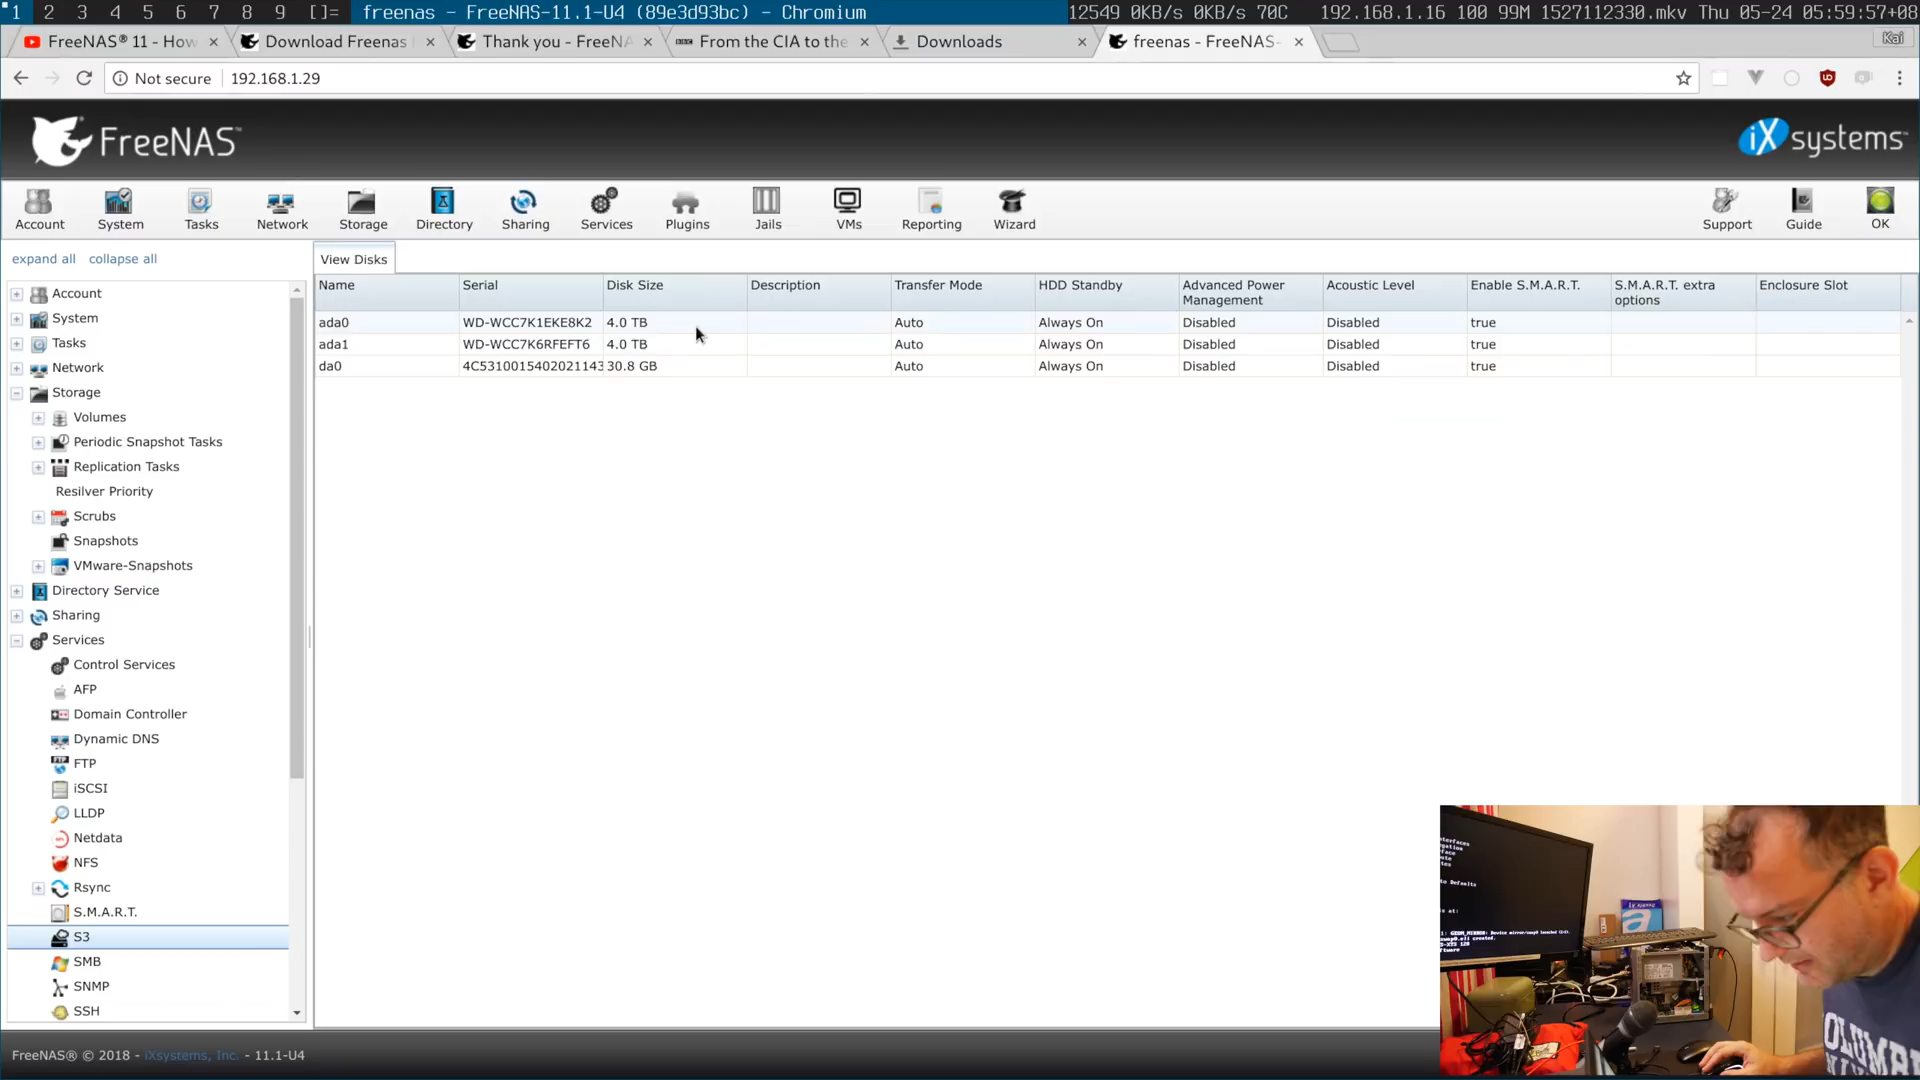 1 2 3 4 5 6 7 8 9 []= freenas - FreeNAS-11.1-U4 (89e3d93bc) - Chromium 12549 0KB/s 0KB/s 70C 192.168.1.16 100 99M 1527112330.mkv Thu 05-24 05:59:57+08
FreeNAS® 11 - How Download Freenas Thank you - FreeNA From the CIA to the Downloads freenas - FreeNAS- Kai
Not secure 192.168.1.29
FreeNAS™ iXsystems™
Account System Tasks Network Storage Directory Sharing Services Plugins Jails VMs Reporting Wizard Support Guide OK
expand all collapse all View Disks
Name Serial Disk Size Description Transfer Mode HDD Standby Advanced Power Management Acoustic Level Enable S.M.A.R.T. S.M.A.R.T. extra options Enclosure Slot
ada0 WD-WCC7K1EKE8K2 4.0 TB Auto Always On Disabled Disabled true
ada1 WD-WCC7K6RFEFT6 4.0 TB Auto Always On Disabled Disabled true
da0 4C5310015402021143 30.8 GB Auto Always On Disabled Disabled true
Account
System
Tasks
Network
Storage
Volumes
Periodic Snapshot Tasks
Replication Tasks
Resilver Priority
Scrubs
Snapshots
VMware-Snapshots
Directory Service
Sharing
Services
Control Services
AFP
Domain Controller
Dynamic DNS
FTP
iSCSI
LLDP
Netdata
NFS
Rsync
S.M.A.R.T.
S3
SMB
SNMP
SSH
FreeNAS® © 2018 - iXsystems, Inc. - 11.1-U4